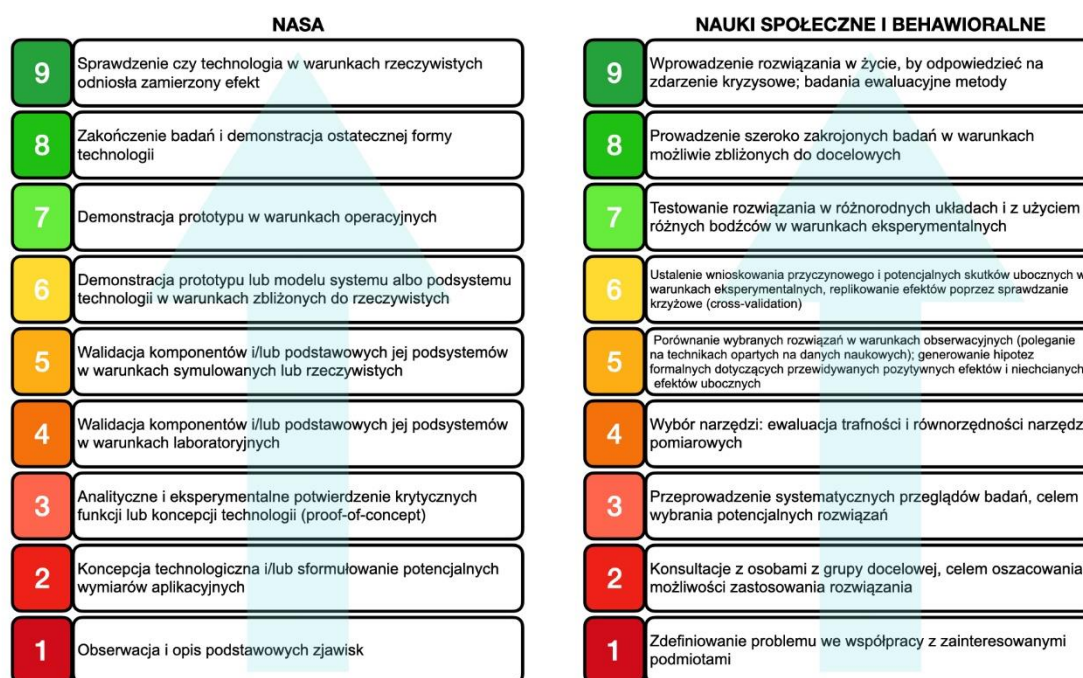 NASA
9
Sprawdzenie czy technologia w warunkach rzeczywistych
odniosła zamierzony efekt
8
Zakończenie badań i demonstracja ostatecznej formy
technologii
7
Demonstracja prototypu w warunkach operacyjnych
6
Demonstracja prototypu lub modelu systemu albo podsystemu
technologii w warunkach zbliżonych do rzeczywistych
5
Walidacja komponentów i/lub podstawowych jej podsystemów
w warunkach symulowanych lub rzeczywistych
4
Walidacja komponentów i/lub podstawowych jej podsystemów
w warunkach laboratoryjnych
3
Analityczne i eksperymentalne potwierdzenie krytycznych
funkcji lub koncepcji technologii (proof-of-concept)
2
Koncepcja technologiczna i/lub sformułowanie potencjalnych
wymiarów aplikacyjnych
1
Obserwacja i opis podstawowych zjawisk
NAUKI SPOŁECZNE I BEHAWIORALNE
9
Wprowadzenie rozwiązania w życie, by odpowiedzieć na
zdarzenie kryzysowe; badania ewaluacyjne metody
8
Prowadzenie szeroko zakrojonych badań w warunkach
możliwie zbliżonych do docelowych
7
Testowanie rozwiązania w różnorodnych układach i z użyciem
różnych bodźców w warunkach eksperymentalnych
6
Ustalenie wnioskowania przyczynowego i potencjalnych skutków ubocznych w
warunkach eksperymentalnych, replikowanie efektów poprzez sprawdzanie
krzyżowe (cross-validation)
5
Porównanie wybranych rozwiązań w warunkach obserwacyjnych (poleganie
na technikach opartych na danych naukowych); generowanie hipotez
formalnych dotyczących przewidywanych pozytywnych efektów i niechcianych
efektów ubocznych
4
Wybór narzędzi: ewaluacja trafności i równorzędności narzędz
pomiarowych
3
Przeprowadzenie systematycznych przeglądów badań, celem
wybrania potencjalnych rozwiązań
2
Konsultacje z osobami z grupy docelowej, celem oszacowania
możliwości zastosowania rozwiązania
1
Zdefiniowanie problemu we współpracy z zainteresowanymi
podmiotami